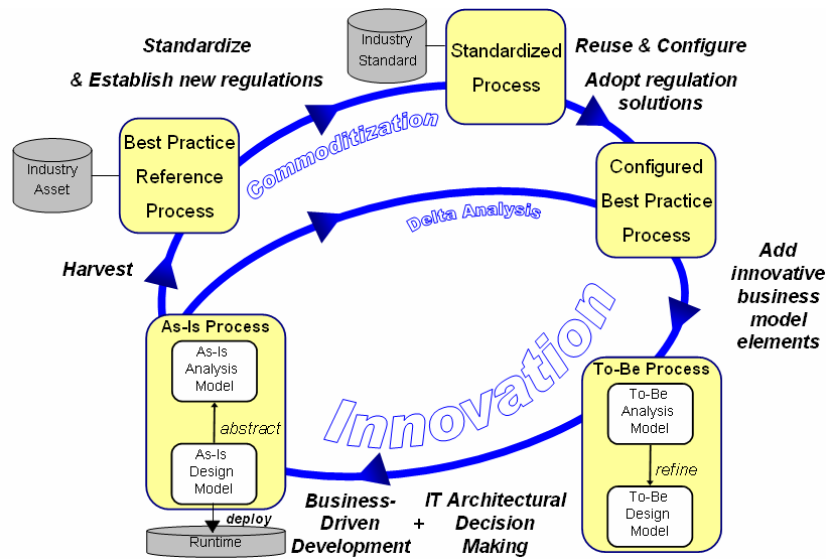 Standardize
& Establish new regulations
Industry
Standard
Standardized
Process
Reuse & Configure
Adopt regulation
solutions
Commoditization
Industry
Asset
Best Practice
Reference
Process
Configured
Best Practice
Process
Delta Analysis
Harvest
Add
innovative
business
model
elements
Innovation
As-Is Process
As-Is
Analysis
Model
abstract
As-Is
Design
Model
deploy
Runtime
To-Be Process
To-Be
Analysis
Model
refine
To-Be
Design
Model
Business-
Driven
Development
+
IT Architectural
Decision
Making